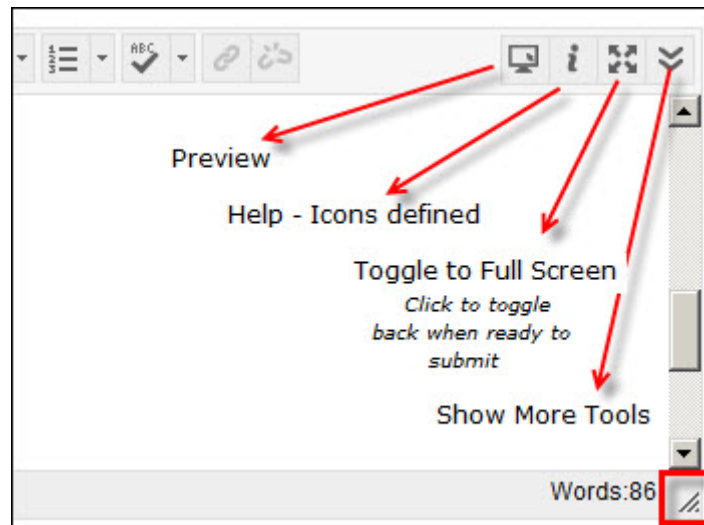 ABC
Preview
Help - Icons defined
Toggle to Full Screen
Click to toggle
back when ready to
submit
Show More Tools
Words:86